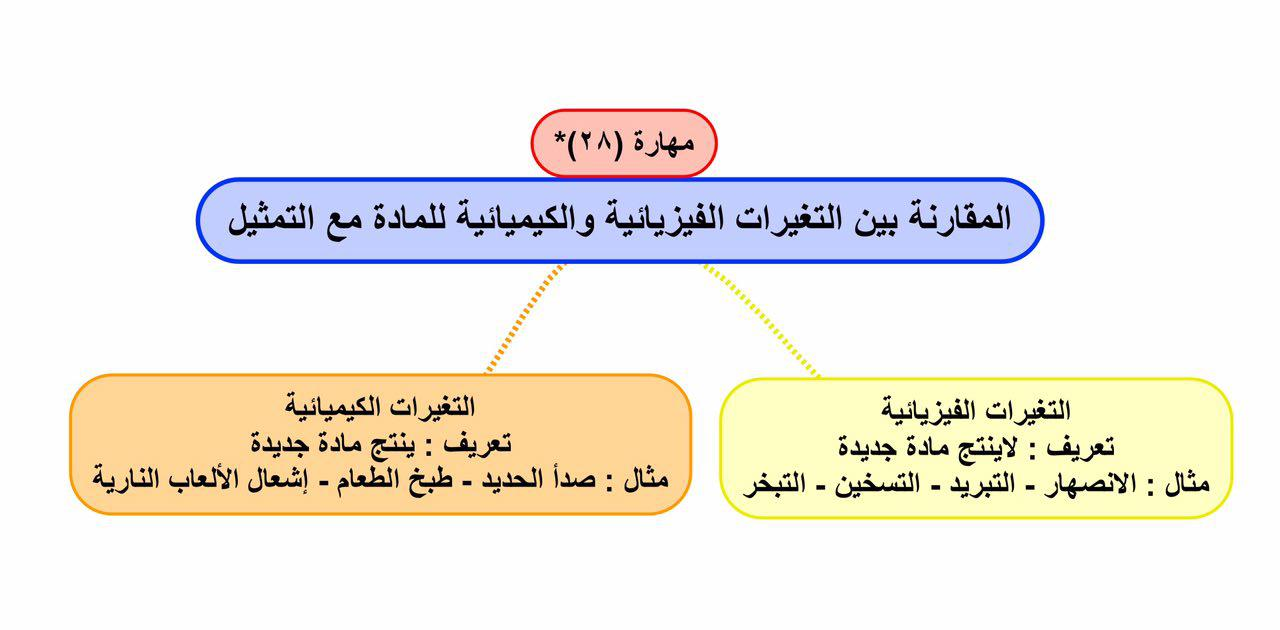 مهارة (٢٨)*
المقارنة بين التغيرات الفيزيائية والكيميائية للمادة مع التمثيل
التغيرات الفيزيائية
تعريف : لاينتج مادة جديدة
مثال : الانصهار - التبريد - التسخين - التبخر
التغيرات الكيميائية
تعريف : ينتج مادة جديدة
مثال : صدأ الحديد - طبخ الطعام - إشعال الألعاب النارية